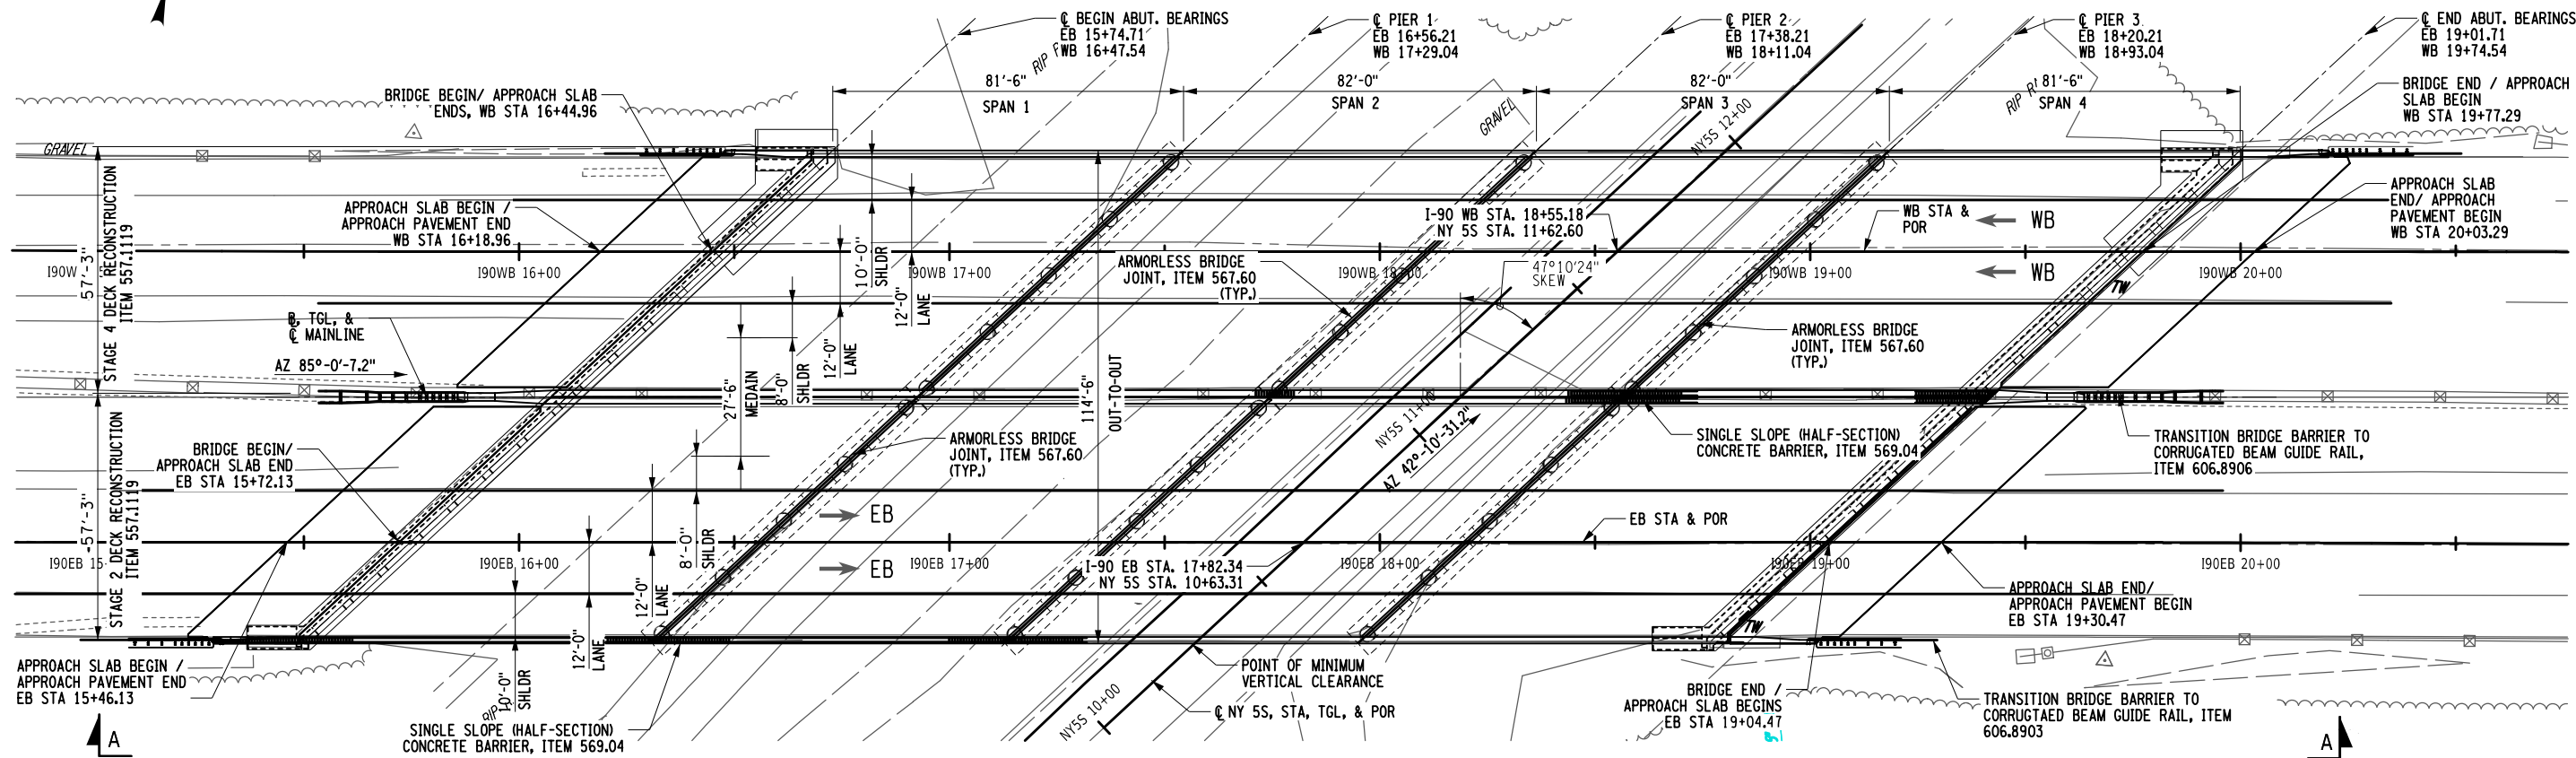 ℄ BEGIN ABUT. BEARINGS
EB 15+74.71
WB 16+47.54
℄ PIER 1
EB 16+56.21
WB 17+29.04
℄ PIER 2
EB 17+38.21
WB 18+11.04
℄ PIER 3
EB 18+20.21
WB 18+93.04
℄ END ABUT. BEARINGS
EB 19+01.71
WB 19+74.54
81'-6"
SPAN 1
82'-0"
SPAN 2
82'-0"
SPAN 3
81'-6"
SPAN 4
RIP
RIP
GRAVEL
NY5S 12+00
BRIDGE BEGIN/ APPROACH SLAB
ENDS, WB STA 16+44.96
BRIDGE END / APPROACH
SLAB BEGIN
WB STA 19+77.29
GRAVEL
APPROACH SLAB BEGIN /
APPROACH PAVEMENT END
WB STA 16+18.96
APPROACH SLAB
END/ APPROACH
PAVEMENT BEGIN
WB STA 20+03.29
I-90 WB STA. 18+55.18
NY 5S STA. 11+62.60
WB STA &
POR
WB
WB
57'-3"
STAGE 4 DECK RECONSTRUCTION
ITEM 557.1119
I90W
I90WB 16+00
I90WB 17+00
I90WB 18+00
I90WB 19+00
I90WB 20+00
10'-0"
SHLDR
12'-0"
LANE
12'-0"
LANE
8'-0"
SHLDR
27'-6"
MEDAIN
ARMORLESS BRIDGE
JOINT, ITEM 567.60
(TYP.)
47°10'24"
SKEW
TW
B, TGL, &
℄ MAINLINE
AZ 85°-0'-7.2"
114'-6"
OUT-TO-OUT
ARMORLESS BRIDGE
JOINT, ITEM 567.60
(TYP.)
NY5S 11+00
AZ 42°-10'-31.2"
57'-3"
STAGE 2 DECK RECONSTRUCTION
ITEM 557.1119
BRIDGE BEGIN/
APPROACH SLAB END
EB STA 15+72.13
ARMORLESS BRIDGE
JOINT, ITEM 567.60
(TYP.)
SINGLE SLOPE (HALF-SECTION)
CONCRETE BARRIER, ITEM 569.04
TRANSITION BRIDGE BARRIER TO
CORRUGATED BEAM GUIDE RAIL,
ITEM 606.8906
EB
EB
EB STA & POR
I90EB 15
I90EB 16+00
I90EB 17+00
I90EB 18+00
I90EB 19+00
I90EB 20+00
8'-0"
SHLDR
12'-0"
LANE
12'-0"
LANE
10'-0"
SHLDR
I-90 EB STA. 17+82.34
NY 5S STA. 10+63.31
APPROACH SLAB END/
APPROACH PAVEMENT BEGIN
EB STA 19+30.47
TW
APPROACH SLAB BEGIN /
APPROACH PAVEMENT END
EB STA 15+46.13
RIP
SINGLE SLOPE (HALF-SECTION)
CONCRETE BARRIER, ITEM 569.04
POINT OF MINIMUM
VERTICAL CLEARANCE
NY5S 10+00
℄ NY 5S, STA, TGL, & POR
BRIDGE END /
APPROACH SLAB BEGINS
EB STA 19+04.47
TRANSITION BRIDGE BARRIER TO
CORRUGTAED BEAM GUIDE RAIL, ITEM
606.8903
A
A